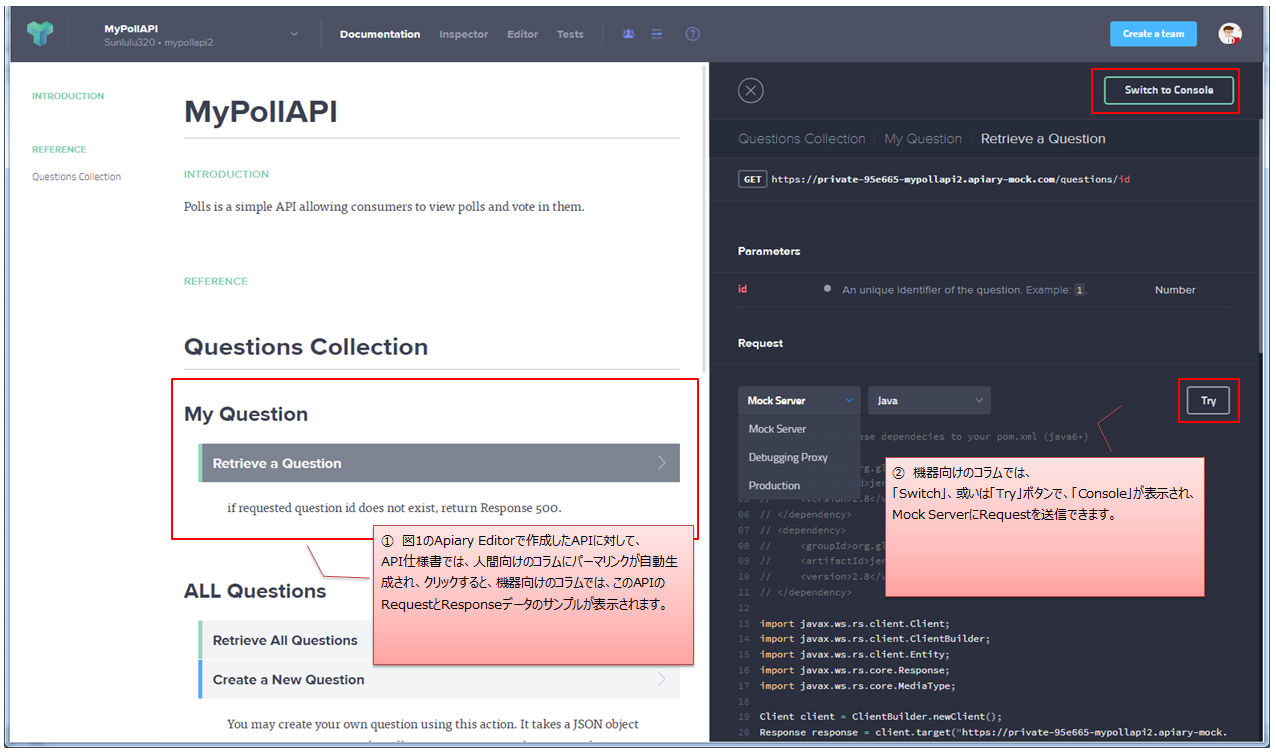 MyPollAPI
Sunlulu320 • mypollapi2
Documentation
Inspector
Editor
Tests
Create a team
INTRODUCTION
REFERENCE
Questions Collection
MyPollAPI
INTRODUCTION
Polls is a simple API allowing consumers to view polls and vote in them.
REFERENCE
Questions Collection
My Question
Retrieve a Question
if requested question id does not exist, return Response 500.
① 図1のApiary Editorで作成したAPIに対して、
API仕様書では、人間向けのコラムにパーマリンクが自動生
成され、クリックすると、機器向けのコラムでは、このAPIの
RequestとResponseデータのサンプルが表示されます。
ALL Questions
Retrieve All Questions
Create a New Question
You may create your own question using this action. It takes a JSON object
Switch to Console
Questions Collection / My Question / Retrieve a Question
GET https://private-95e665-mypollapi2.apiary-mock.com/questions/id
Parameters
id
An unique identifier of the question. Example: 1.
Number
Request
Mock Server
Java
Try
Mock Server
Debugging Proxy
Production
dependecies to your pom.xml (java6+)
② 機器向けのコラムでは、
「Switch」、或いは「Try」ボタンで、「Console」が表示され、
Mock ServerにRequestを送信できます。
05 // <version>2.8</v
06 // </dependency>
07 // <dependency>
08 // <groupId>org.gl
09 // <artifactId>jer
10 // <version>2.8</v
11 // </dependency>
12
13 import javax.ws.rs.client.Client;
14 import javax.ws.rs.client.ClientBuilder;
15 import javax.ws.rs.client.Entity;
16 import javax.ws.rs.core.Response;
17 import javax.ws.rs.core.MediaType;
18
19 Client client = ClientBuilder.newClient();
20 Response response = client.target("https://private-95e665-mypollapi2.apiary-mock.